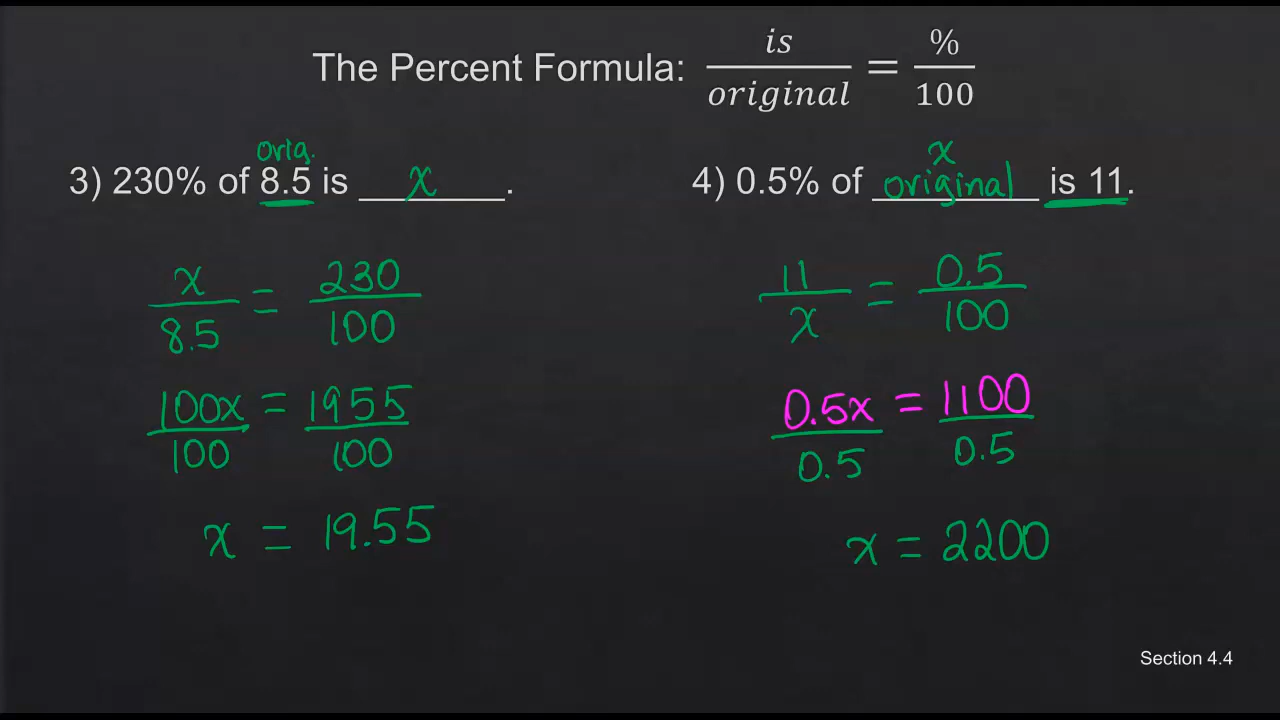 The Percent Formula: is/original = %/100
orig.
3) 230% of 8.5 is x.
x/8.5 = 230/100
100x/100 = 1955/100
x = 19.55
x
4) 0.5% of original is 11.
11/x = 0.5/100
0.5x/0.5 = 1100/0.5
x = 2200
Section 4.4